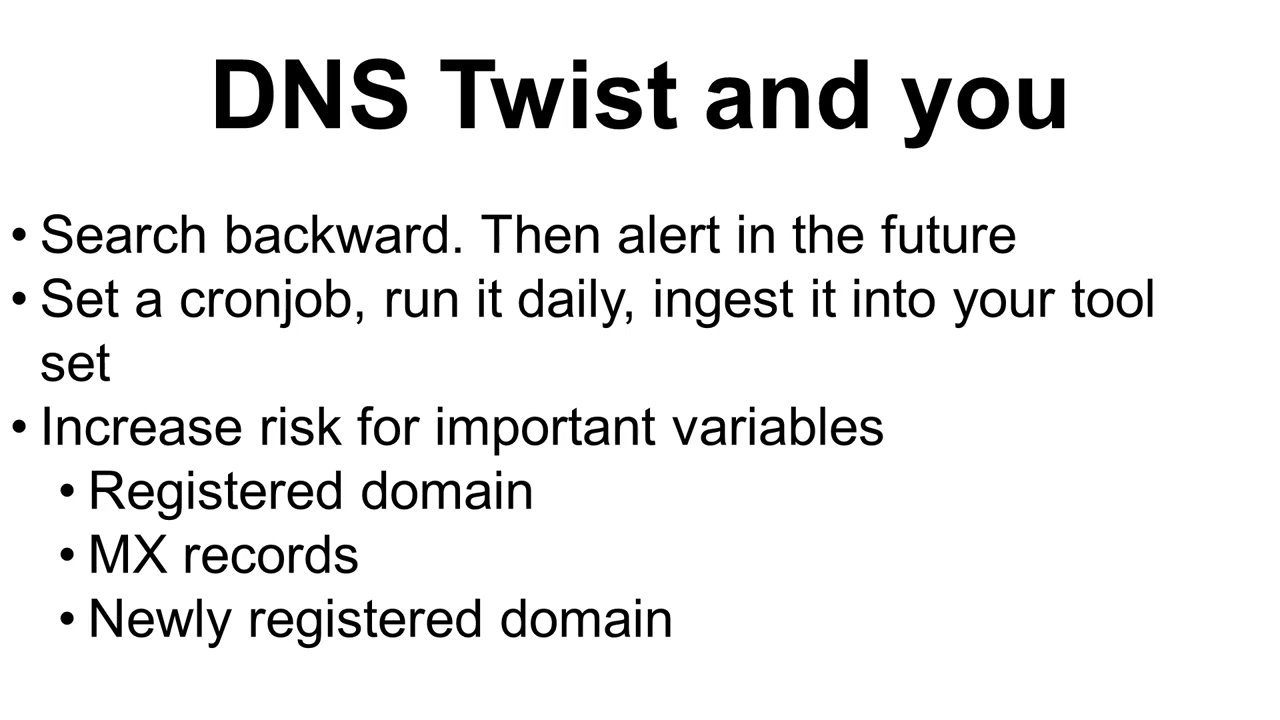 DNS Twist and you
• Search backward. Then alert in the future
• Set a cronjob, run it daily, ingest it into your tool
set
• Increase risk for important variables
• Registered domain
• MX records
• Newly registered domain